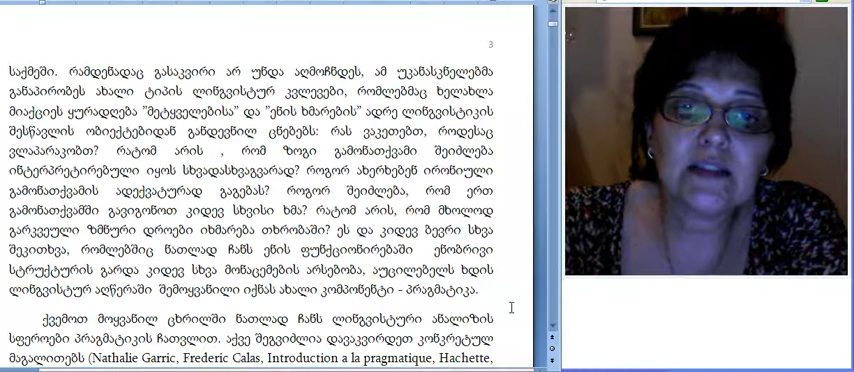 3
საქმეში. რამდენადაც გასაკვირი არ უნდა აღმოჩნდეს, ამ უკანასკნელებმა
განაპირობეს ახალი ტიპის ლინგვისტურ კვლევები, რომლებმაც ხელახლა
მიაქციეს ყურადღება ”მეტყველებისა” და ”ენის ხმარების” ადრე ლინგვისტიკის
შესწავლის ობიექტებიდან განდევნილ ცნებებს: რას ვაკეთებთ, როდესაც
ვლაპარაკობთ? რატომ არის , რომ ზოგი გამონათქვამი შეიძლება
ინტერპრეტირებული იყოს სხვადასხვაგვარად? როგორ ახერხებენ ირონიული
გამონათქვამის ადექვატურად გაგებას? როგორ შეიძლება, რომ ერთ
გამონათქვამში გავიგონოთ კიდევ სხვისი ხმა? რატომ არის, რომ მხოლოდ
გარკვეული ზმნური დროები იხმარება თხრობაში? ეს და კიდევ ბევრი სხვა
შეკითხვა, რომლებშიც ნათლად ჩანს ენის ფუნქციონირებაში ენობრივი
სტრუქტურის გარდა კიდევ სხვა მონაცემების არსებობა, აუცილებელს ხდის
ლინგვისტურ აღწერაში შემოყვანილი იქნას ახალი კომპონენტი - პრაგმატიკა.
ქვემოთ მოყვანილ ცხრილში ნათლად ჩანს ლინგვისტური ანალიზის
სფეროები პრაგმატიკის ჩათვლით. აქვე შეგვიძლია დავაკვირდეთ კონკრეტულ
მაგალითებს (Nathalie Garric, Frederic Calas, Introduction a la pragmatique, Hachette,